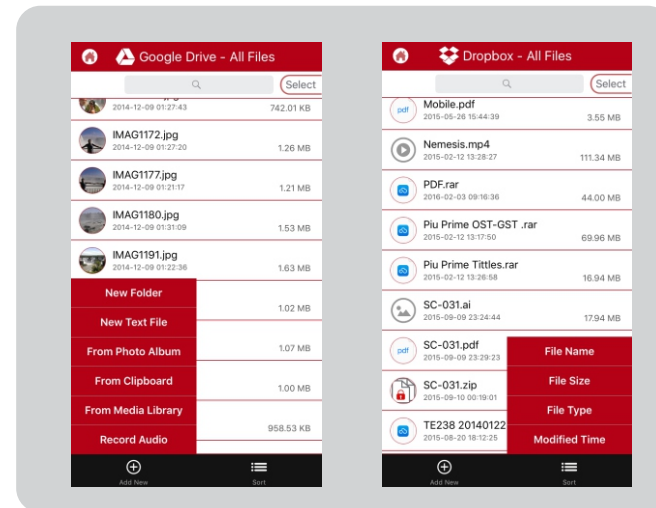 Google Drive - All Files
Select
2014-12-09 01:27:43
742.01 KB
IMAG1172.jpg
2014-12-09 01:27:20
1.26 MB
IMAG1177.jpg
2014-12-09 01:21:17
1.21 MB
IMAG1180.jpg
2014-12-09 01:31:09
1.53 MB
IMAG1191.jpg
2014-12-09 01:22:36
1.63 MB
New Folder
1.02 MB
New Text File
From Photo Album
1.07 MB
From Clipboard
1.00 MB
From Media Library
958.53 KB
Record Audio
Add New
Sort
Dropbox - All Files
Select
pdf
Mobile.pdf
2015-05-26 15:44:39
3.55 MB
Nemesis.mp4
2015-02-12 13:28:27
111.34 MB
PDF.rar
2016-02-03 09:16:36
44.00 MB
Piu Prime OST-GST .rar
2015-02-12 13:17:50
69.96 MB
Piu Prime Tittles.rar
2015-02-12 13:26:58
16.94 MB
SC-031.ai
2015-09-09 23:24:44
17.94 MB
pdf
SC-031.pdf
2015-09-09 23:29:23
File Name
SC-031.zip
2015-09-10 00:19:01
File Size
File Type
TE238 20140122
2015-08-20 18:12:25
Modified Time
Add New
Sort